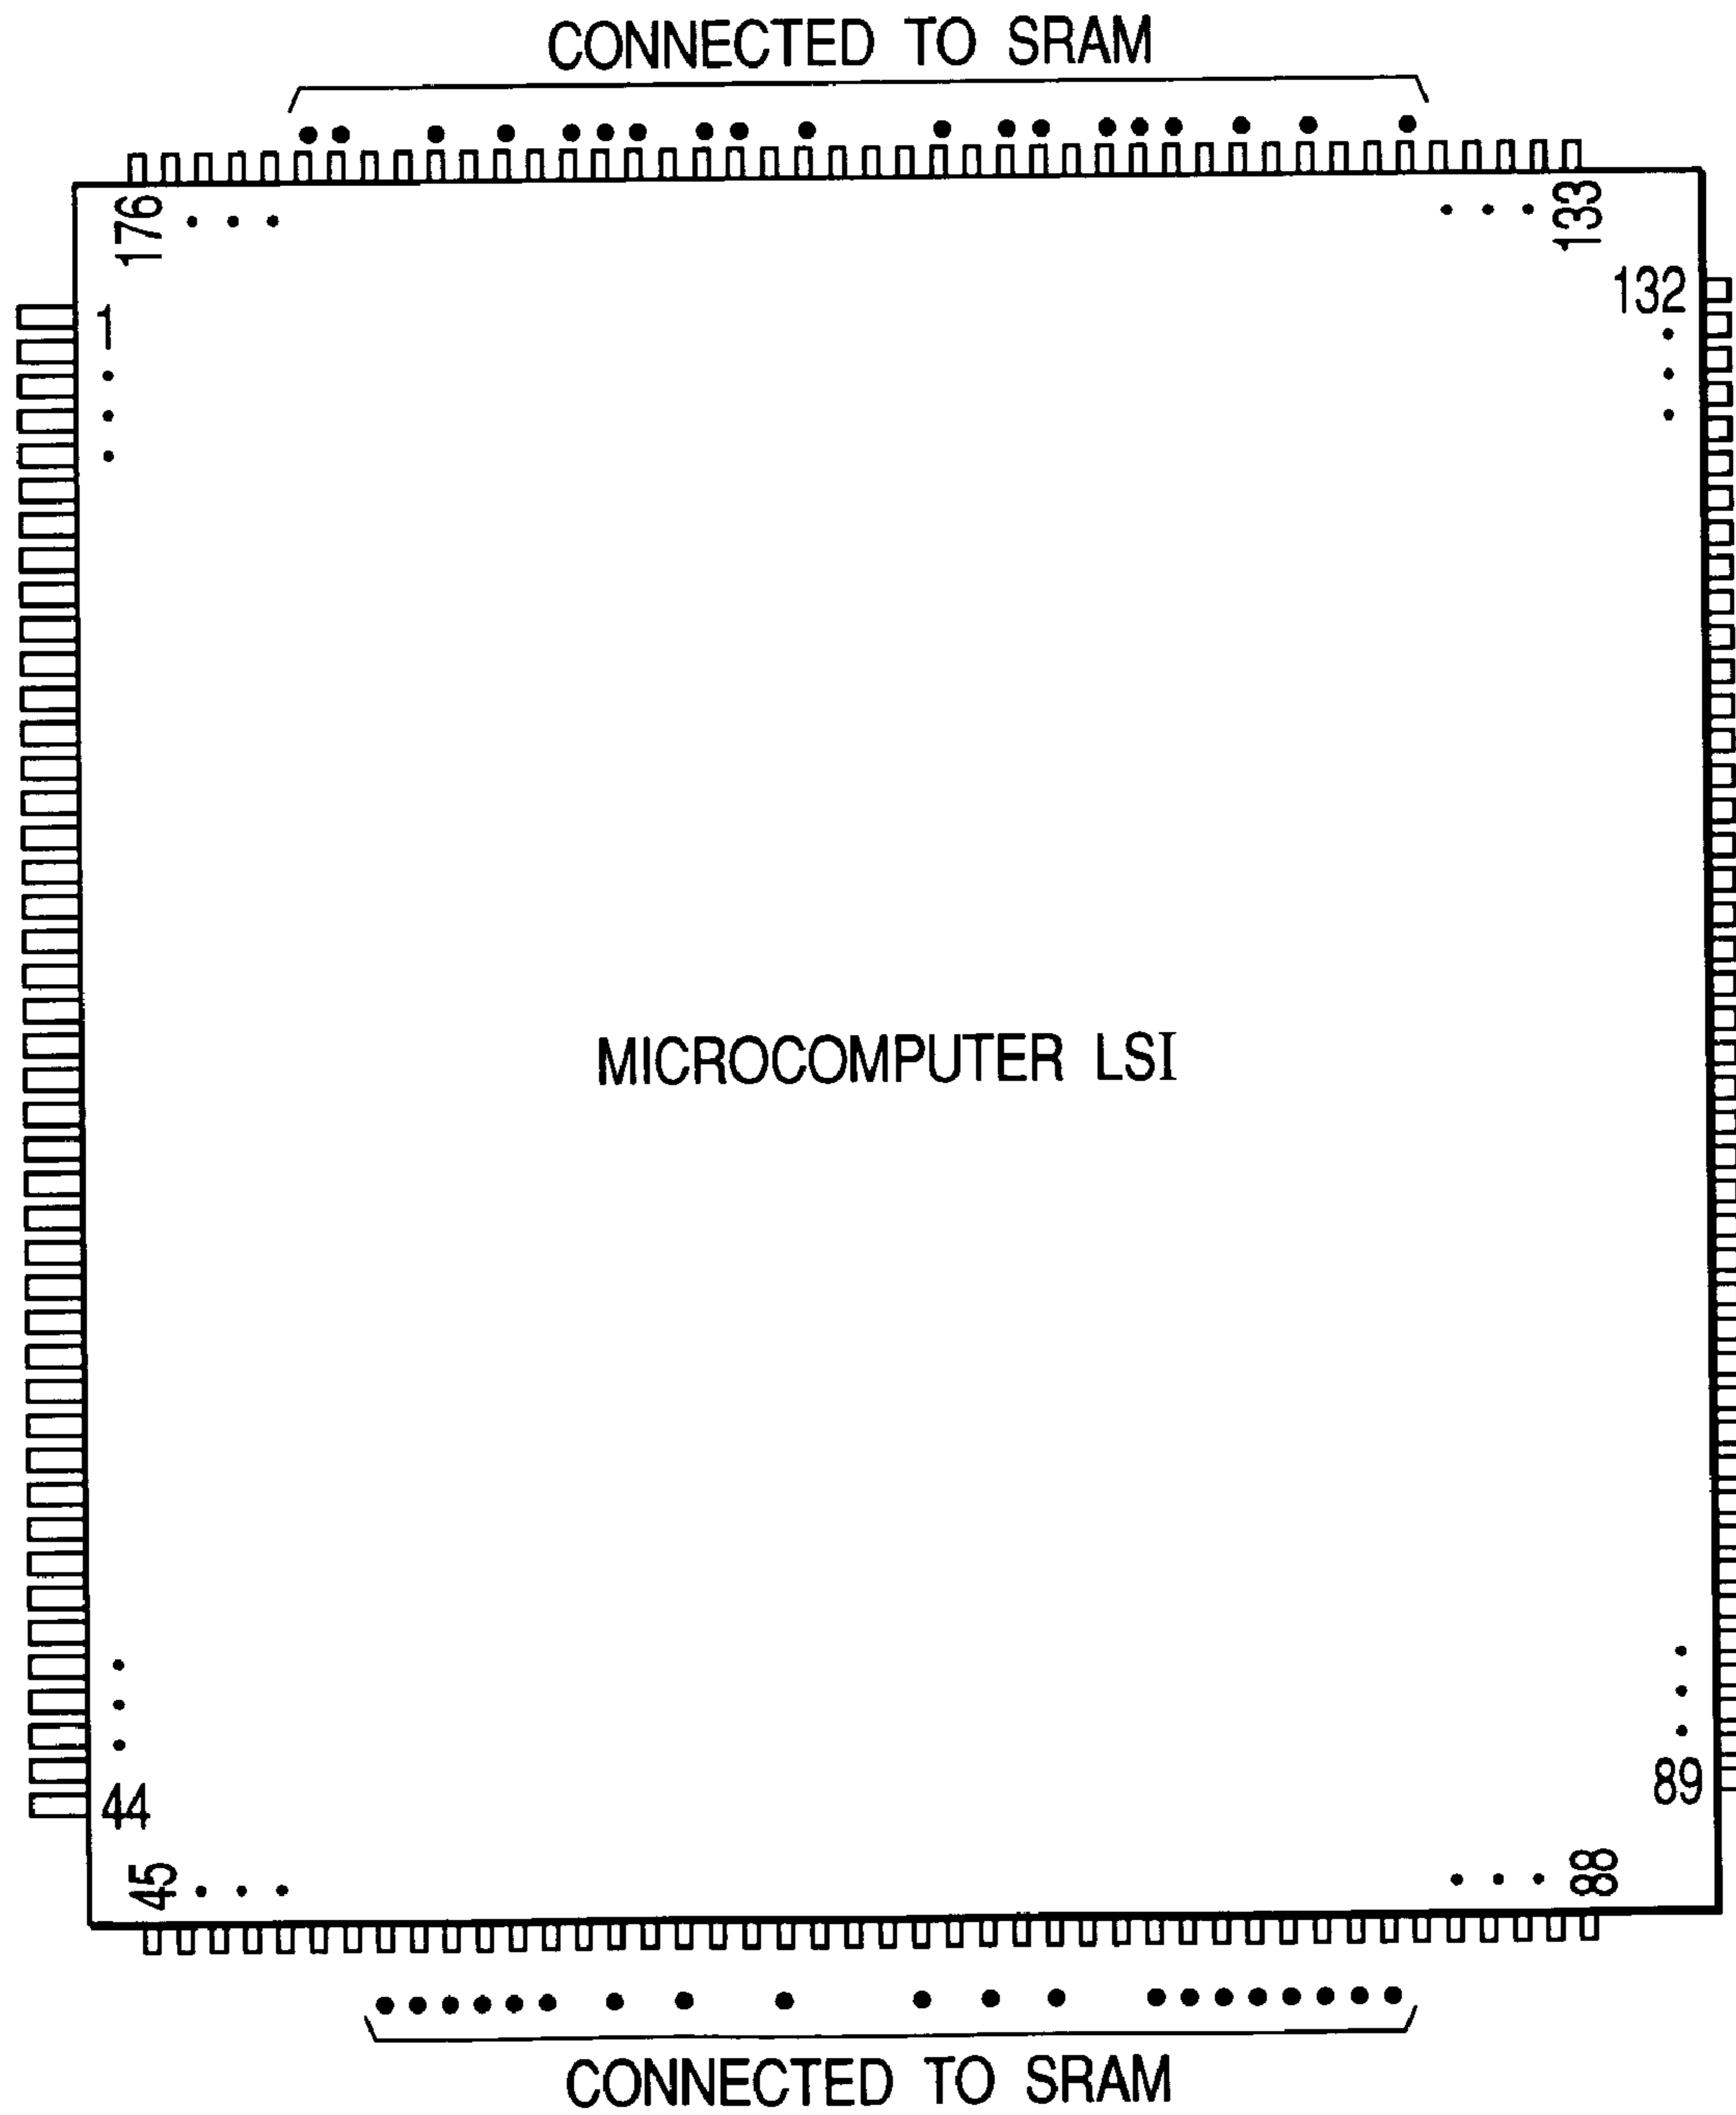 CONNECTED TO SRAM
176
133
1
132
MICROCOMPUTER LSI
44
89
45
88
CONNECTED TO SRAM